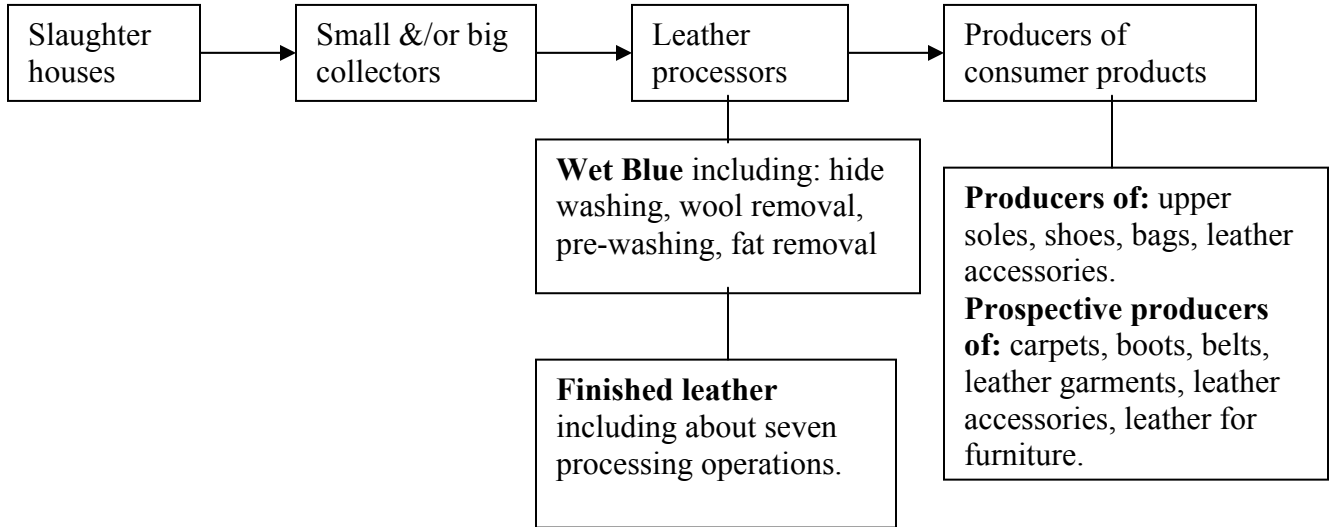 Slaughter
houses
Small &/or big
collectors
Leather
processors
Producers of
consumer products
Wet Blue including: hide
washing, wool removal,
pre-washing, fat removal
Finished leather
including about seven
processing operations.
Producers of: upper
soles, shoes, bags, leather
accessories.
Prospective producers
of: carpets, boots, belts,
leather garments, leather
accessories, leather for
furniture.